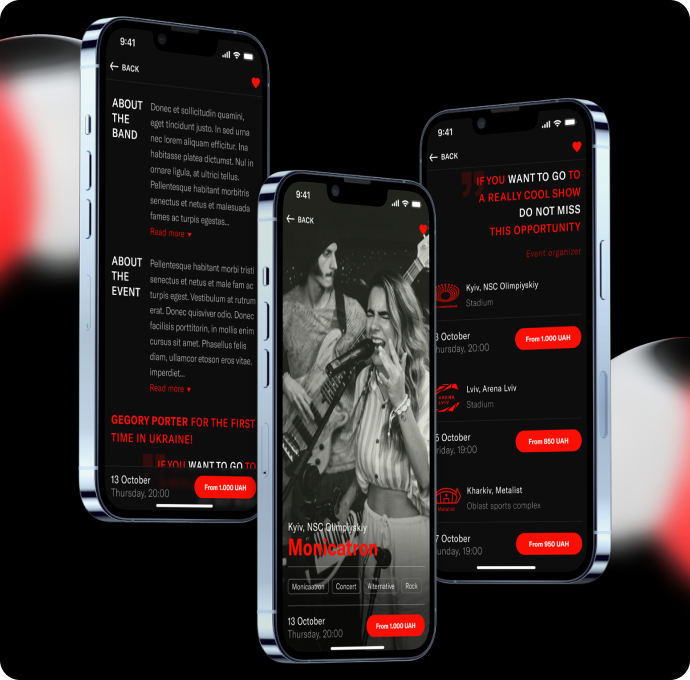 9:41
BACK
ABOUT
THE
BAND
Donec et sollicitudin quamini,
eget tincidunt justo. In sed urna
nec lorem aliquam efficitur. Ina
habitasse platea dictumst. Nul in
ornare ligula, at ultrici tellus.
Pellentesque habitant morbitris
senectus et netus et malesuada
fames ac turpis egestas...
Read more
ABOUT
THE
EVENT
Pellentesque habitant morbi tristi
senectus et netus et male fam ac
turpis egest. Vestibulum at rutrum
erat. Donec quisviver odio. Donec
facilisis porttitorin, in mollis enim
cursus sit amet. Phasellus felis
diam, ullamcor etoson eros vitae,
imperdiet...
Read more
GEGORY PORTER FOR THE FIRST
TIME IN UKRAINE!
IF YOU WANT TO GO TO
13 October
Thursday, 20:00
From 1.000 UAH
9:41
BACK
Kyiv, NSC Olimpiyskiy
Monicatron
Monicaatron
Concert
Alternative
Rock
13 October
Thursday, 20:00
From 1.000 UAH
9:41
BACK
IF YOU WANT TO GO TO
A REALLY COOL SHOW
DO NOT MISS
THIS OPPORTUNITY
Event organizer
Kyiv, NSC Olimpiyskiy
Stadium
3 October
hursday, 20:00
From 1.000 UAH
ARENA
LVIV
Lviv, Arena Lviv
Stadium
5 October
riday, 19:00
From 850 UAH
Metalist
Kharkiv, Metalist
Oblast sports complex
7 October
unday, 19:00
From 950 UAH